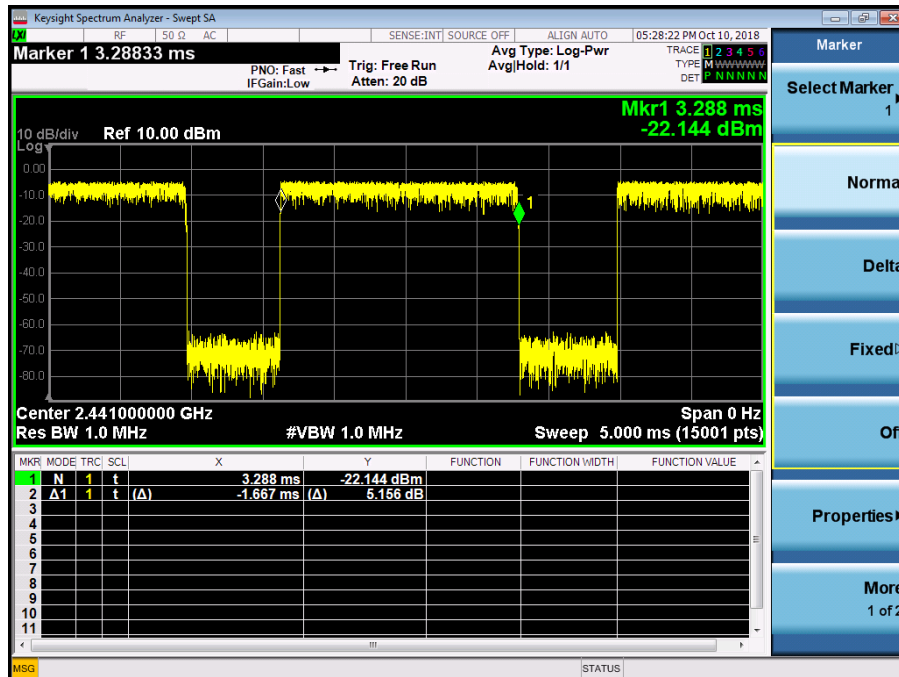 Keysight Spectrum Analyzer - Swept SA
LXI RF 50 Ω AC SENSE:INT SOURCE OFF ALIGN AUTO 05:28:22 PM Oct 10, 2018
Marker 1 3.28833 ms
PNO: Fast
IFGain:Low
Trig: Free Run
Atten: 20 dB
Avg Type: Log-Pwr
Avg|Hold: 1/1
TRACE 1 2 3 4 5 6
TYPE M W W W W W
DET P N N N N N
Mkr1 3.288 ms
-22.144 dBm
10 dB/div Ref 10.00 dBm
Log
0.00
-10.0
-20.0
-30.0
-40.0
-50.0
-60.0
-70.0
-80.0
1
Center 2.441000000 GHz Span 0 Hz
Res BW 1.0 MHz #VBW 1.0 MHz Sweep 5.000 ms (15001 pts)
MKR MODE TRC SCL X Y FUNCTION FUNCTION WIDTH FUNCTION VALUE
1 N 1 t 3.288 ms -22.144 dBm
2 Δ1 1 t (Δ) -1.667 ms (Δ) 5.156 dB
3
4
5
6
7
8
9
10
11
MSG STATUS
Marker
Select Marker
1
Norma
Delta
Fixed
Of
Properties
More
1 of 2